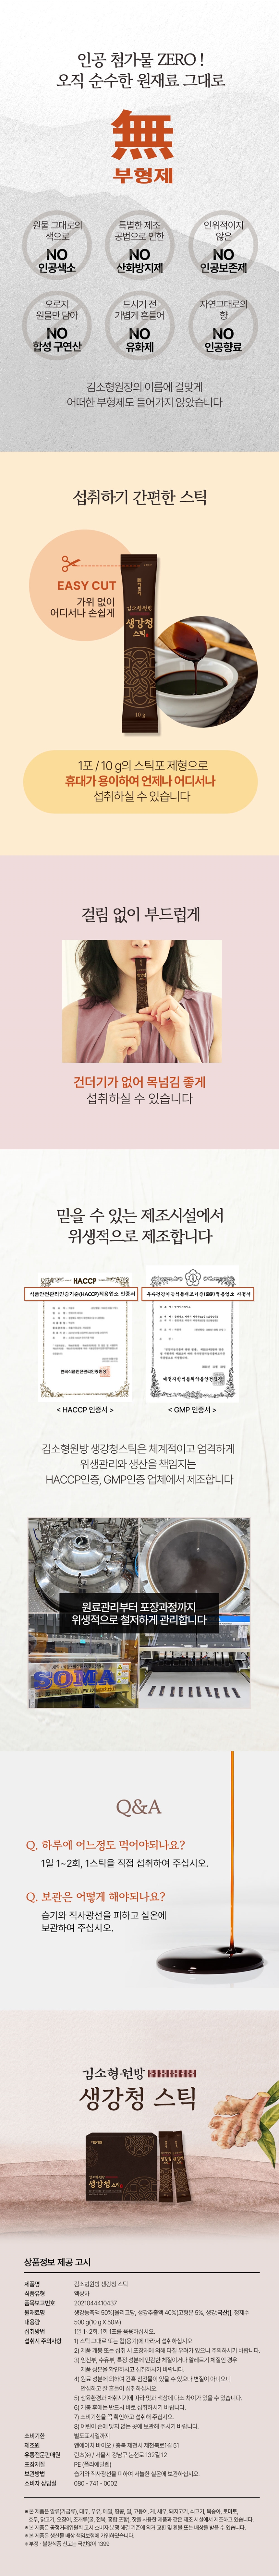 인공 첨가물 ZERO !
오직 순수한 원재료 그대로
無
부형제
원물 그대로의
색으로
NO
인공색소
특별한 제조
공법으로 인한
NO
산화방지제
인위적이지
않은
NO
인공보존제
오로지
원물만 담아
NO
합성 구연산
드시기 전
가볍게 흔들어
NO
유화제
자연그대로의
향
NO
인공향료
김소형원장의 이름에 걸맞게
어떠한 부형제도 들어가지 않았습니다
섭취하기 간편한 스틱
EASY CUT
가위 없이
어디서나 손쉽게
김소형원방
생강청
스틱
10 g
1포 / 10 g의 스틱포 제형으로
휴대가 용이하여 언제나 어디서나
섭취하실 수 있습니다
걸림 없이 부드럽게
건더기가 없어 목넘김 좋게
섭취하실 수 있습니다
믿을 수 있는 제조시설에서
위생적으로 제조합니다
HACCP
식품안전관리인증기준(HACCP)적용업소 인증서
한국식품안전관리인증원장
우수건강기능식품제조기준(GMP)적용업소 지정서
대전지방식품의약품안전청장
< HACCP 인증서 >
< GMP 인증서 >
김소형원방 생강청스틱은 체계적이고 엄격하게
위생관리와 생산을 책임지는
HACCP인증, GMP인증 업체에서 제조합니다
원료관리부터 포장과정까지
위생적으로 철저하게 관리합니다
SOMA
Q&A
Q. 하루에 어느정도 먹어야되나요?
1일 1~2회, 1스틱을 직접 섭취하여 주십시오.
Q. 보관은 어떻게 해야되나요?
습기와 직사광선을 피하고 실온에
보관하여 주십시오.
김소형원방
생강청 스틱
김소형원방
생강청
스틱
상품정보 제공 고시
제품명 김소형원방 생강청 스틱
식품유형 액상차
품목보고번호 2021044410437
내용량 500 g(10 g X 50포)
원재료명 생강농축액 50%[올리고당, 생강추출액 40%(고형분 5%, 생강:국산)], 정제수
섭취방법 1일 1~2회, 1회 1포를 음용하십시오.
섭취시 주의사항 1) 스틱 그대로 또는 컵(용기)에 따라서 섭취하십시오.
2) 제품 개봉 또는 섭취 시 포장재에 의해 다칠 우려가 있으니 주의하시기 바랍니다.
3) 임산부, 수유부, 특정 성분에 민감한 체질이거나 알레르기 체질인 경우
제품 성분을 확인하시고 섭취하시기 바랍니다.
4) 원료 성분에 의하여 간혹 침전물이 있을 수 있으나 변질이 아니오니
안심하고 잘 흔들어 섭취하십시오.
5) 생육환경과 채취시기에 따라 맛과 색상에 다소 차이가 있을 수 있습니다.
6) 개봉 후에는 반드시 바로 섭취하시기 바랍니다.
7) 소비기한을 꼭 확인하고 섭취해 주십시오.
8) 어린이 손에 닿지 않는 곳에 보관해 주시기 바랍니다.
소비기한 별도표시일까지
제조원 엔에이치 바이오 / 충북 제천시 제천북로1길 51
유통전문판매원 민츠㈜ / 서울시 강남구 논현로 132길 12
포장재질 PE (폴리에틸렌)
보관방법 습기와 직사광선을 피하여 서늘한 실온에 보관하십시오.
소비자 상담실 080 - 741 - 0002
※ 본 제품은 알류(가금류), 대두, 우유, 메밀, 땅콩, 밀, 고등어, 게, 새우, 돼지고기, 쇠고기, 복숭아, 토마토,
호두, 닭고기, 오징어, 조개류(굴, 전복, 홍합 포함), 잣을 사용한 제품과 같은 제조 시설에서 제조하고 있습니다.
※ 본 제품은 공정거래위원회 고시 소비자 분쟁 해결 기준에 의거 교환 및 환불 또는 배상을 받을 수 있습니다.
※ 본 제품은 생산물 배상 책임보험에 가입하였습니다.
※ 부정 · 불량식품 신고는 국번없이 1399